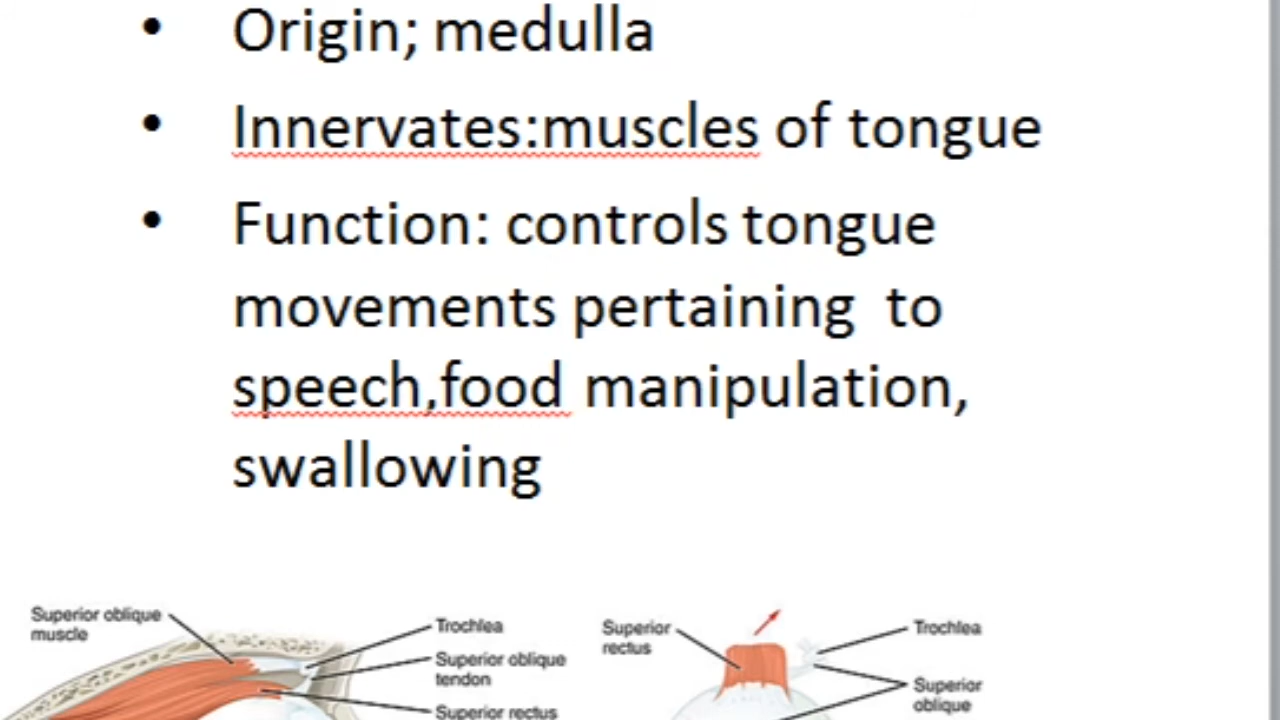 • Origin; medulla
• Innervates:muscles of tongue
• Function: controls tongue
movements pertaining  to
speech,food manipulation,
swallowing
Superior oblique
muscle
Trochlea
Superior oblique
tendon
Superior rectus
Superior
rectus
Trochlea
Superior
oblique